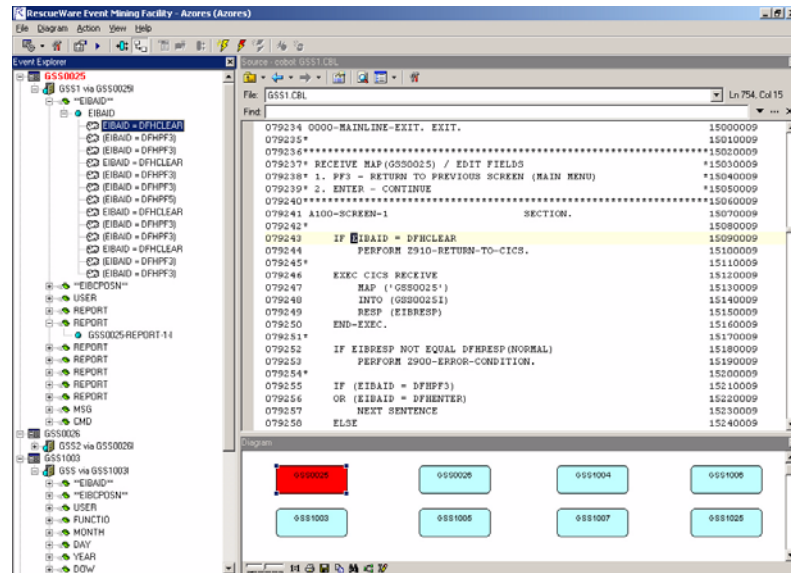 RescueWare Event Mining Facility - Azores (Azores)
File Diagram Action View Help
Event Explorer
GSS0025
GSS1 via GSS0025I
**EIBAID**
EIBAID
EIBAID = DFHCLEAR
(EIBAID = DFHPF3)
(EIBAID = DFHPF3)
EIBAID = DFHCLEAR
(EIBAID = DFHPF3)
(EIBAID = DFHPF3)
(EIBAID = DFHPF5)
EIBAID = DFHCLEAR
(EIBAID = DFHPF3)
(EIBAID = DFHPF3)
EIBAID = DFHCLEAR
(EIBAID = DFHPF3)
(EIBAID = DFHPF3)
**EIBCPOSN**
USER
REPORT
REPORT
GSS0025-REPORT-1-I
REPORT
REPORT
REPORT
REPORT
REPORT
MSG
CMD
GSS0026
GSS2 via GSS0026I
GSS1003
GSS via GSS1003I
**EIBAID**
**EIBCPOSN**
USER
FUNCTIO
MONTH
DAY
YEAR
DOW
Source - cobol GSS1.CBL
File: GSS1.CBL Ln 754, Col 15
Find:
079234 0000-MAINLINE-EXIT. EXIT. 15000009
079235* 15010009
079236****************************************************************15020009
079237* RECEIVE MAP(GSS0025) / EDIT FIELDS *15030009
079238* 1. PF3 - RETURN TO PREVIOUS SCREEN (MAIN MENU) *15040009
079239* 2. ENTER - CONTINUE *15050009
079240****************************************************************15060009
079241 A100-SCREEN-1 SECTION. 15070009
079242* 15080009
079243 IF EIBAID = DFHCLEAR 15090009
079244 PERFORM Z910-RETURN-TO-CICS. 15100009
079245* 15110009
079246 EXEC CICS RECEIVE 15120009
079247 MAP ('GSS0025') 15130009
079248 INTO (GSS0025I) 15140009
079249 RESP (EIBRESP) 15150009
079250 END-EXEC. 15160009
079251* 15170009
079252 IF EIBRESP NOT EQUAL DFHRESP(NORMAL) 15180009
079253 PERFORM Z900-ERROR-CONDITION. 15190009
079254* 15200009
079255 IF (EIBAID = DFHPF3) 15210009
079256 OR (EIBAID = DFHENTER) 15220009
079257 NEXT SENTENCE 15230009
079258 ELSE 15240009
Diagram
GSS0025 GSS0026 GSS1004 GSS1006
GSS1003 GSS1005 GSS1007 GSS1025
1:1